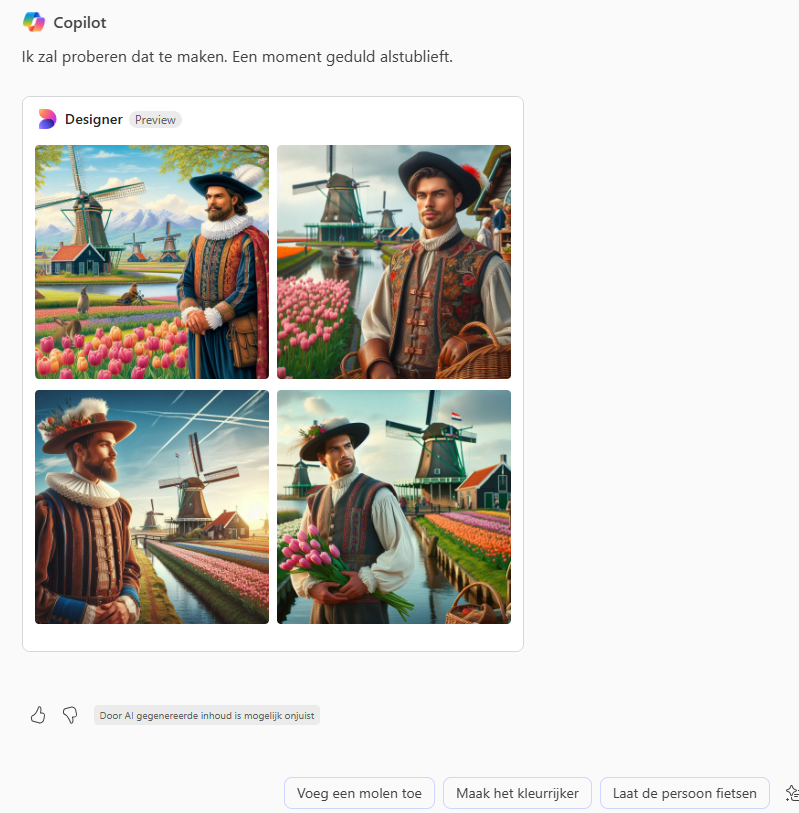 Copilot
Ik zal proberen dat te maken. Een moment geduld alstublieft.
Designer Preview
Door AI gegenereerde inhoud is mogelijk onjuist
Voeg een molen toe
Maak het kleurrijker
Laat de persoon fietsen